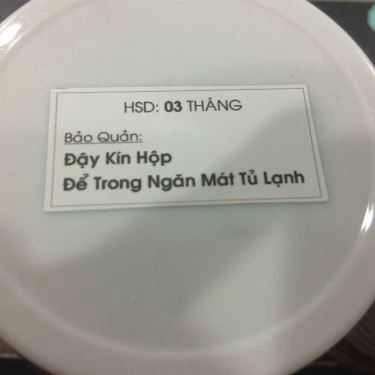 HSD: 03 THÁNG
Bảo Quản:
Đậy Kín Hộp
Để Trong Ngăn Mát Tủ Lạnh